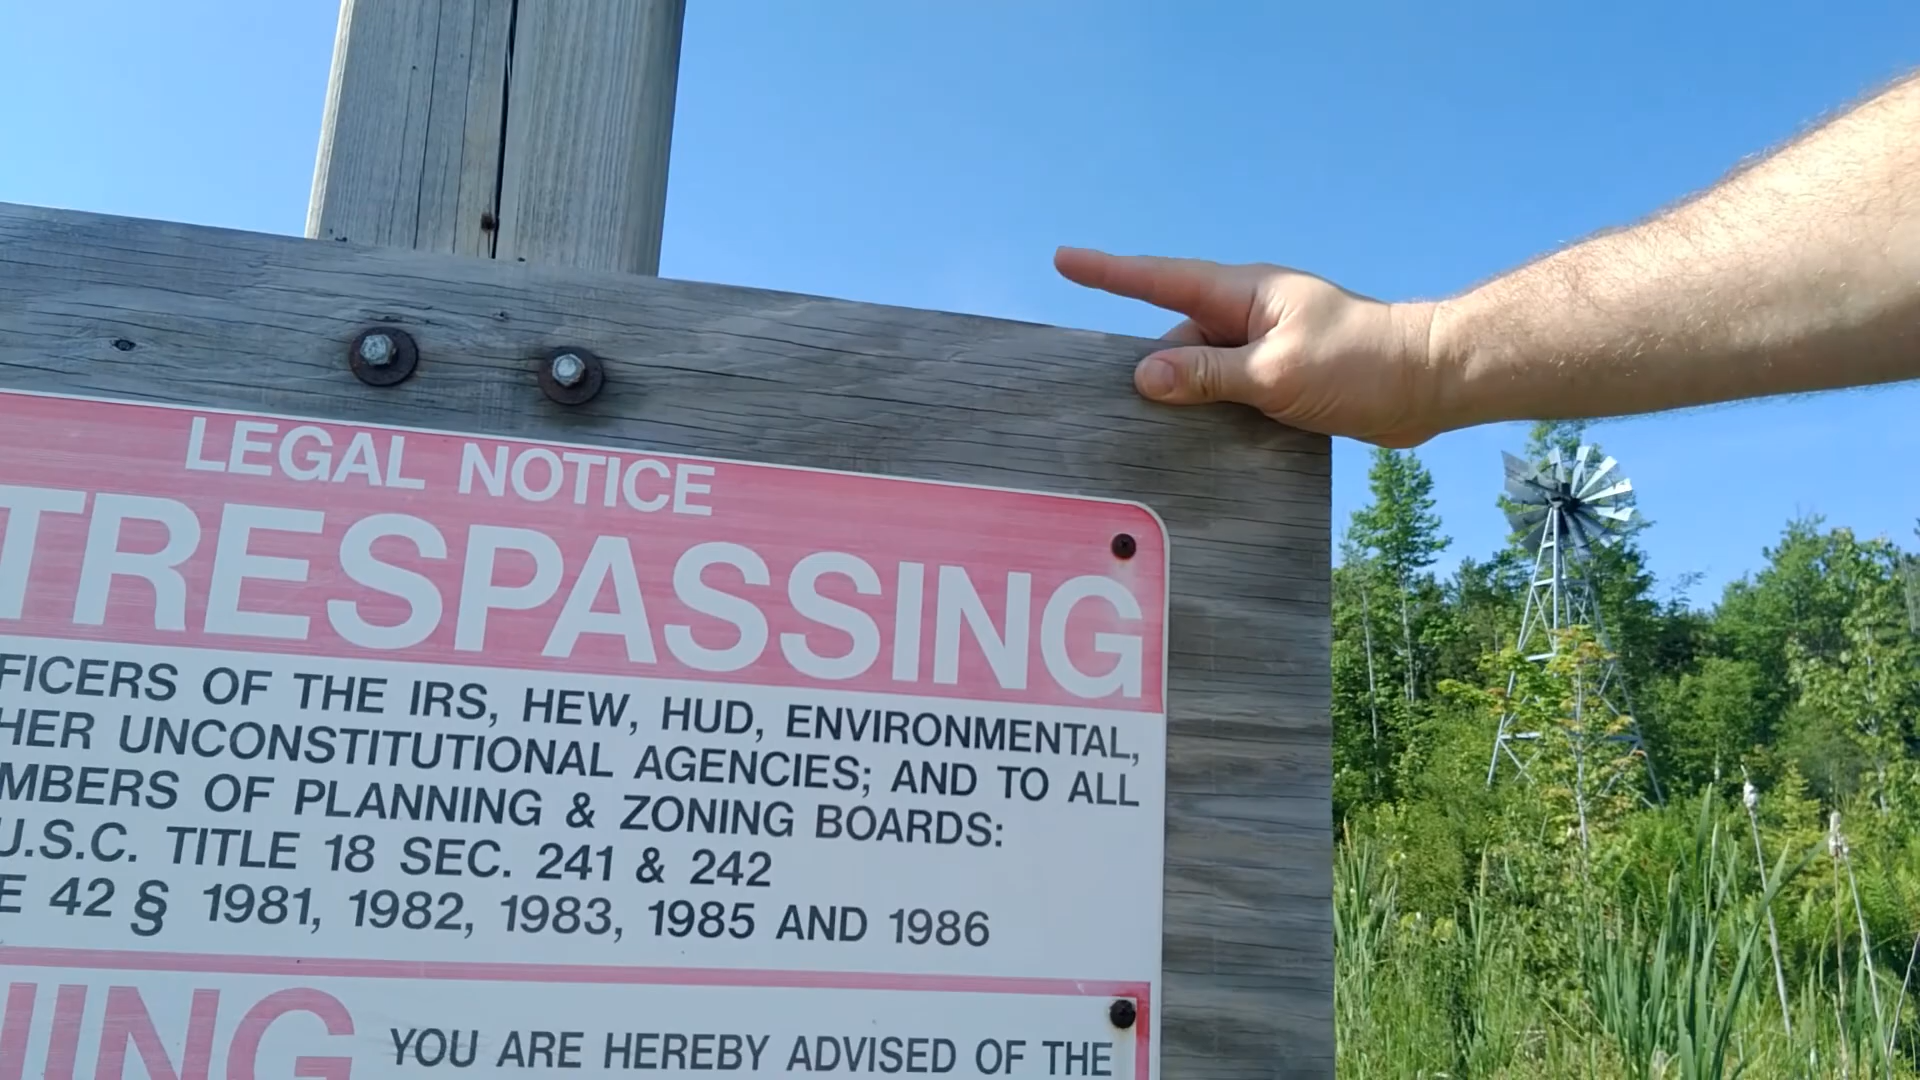 LEGAL NOTICE
TRESPASSING
FICERS OF THE IRS, HEW, HUD, ENVIRONMENTAL,
HER UNCONSTITUTIONAL AGENCIES; AND TO ALL
MBERS OF PLANNING & ZONING BOARDS:
U.S.C. TITLE 18 SEC. 241 & 242
E 42 § 1981, 1982, 1983, 1985 AND 1986
NING YOU ARE HEREBY ADVISED OF THE